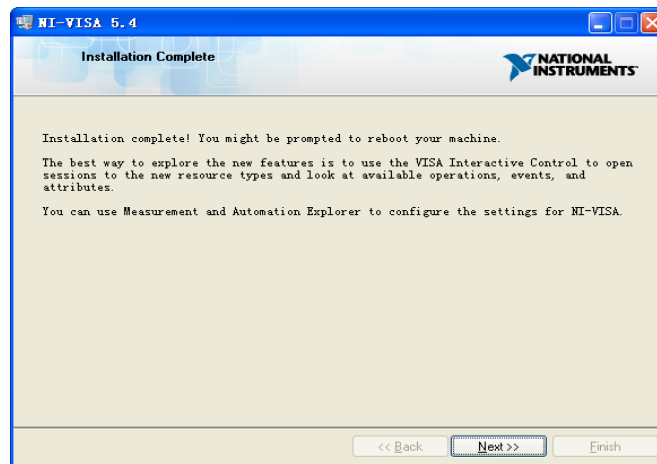 NI-VISA 5.4
Installation Complete
NATIONAL
INSTRUMENTS
Installation complete! You might be prompted to reboot your machine.
The best way to explore the new features is to use the VISA Interactive Control to open
sessions to the new resource types and look at available operations, events, and
attributes.
You can use Measurement and Automation Explorer to configure the settings for NI-VISA.
<< Back
Next >>
Finish